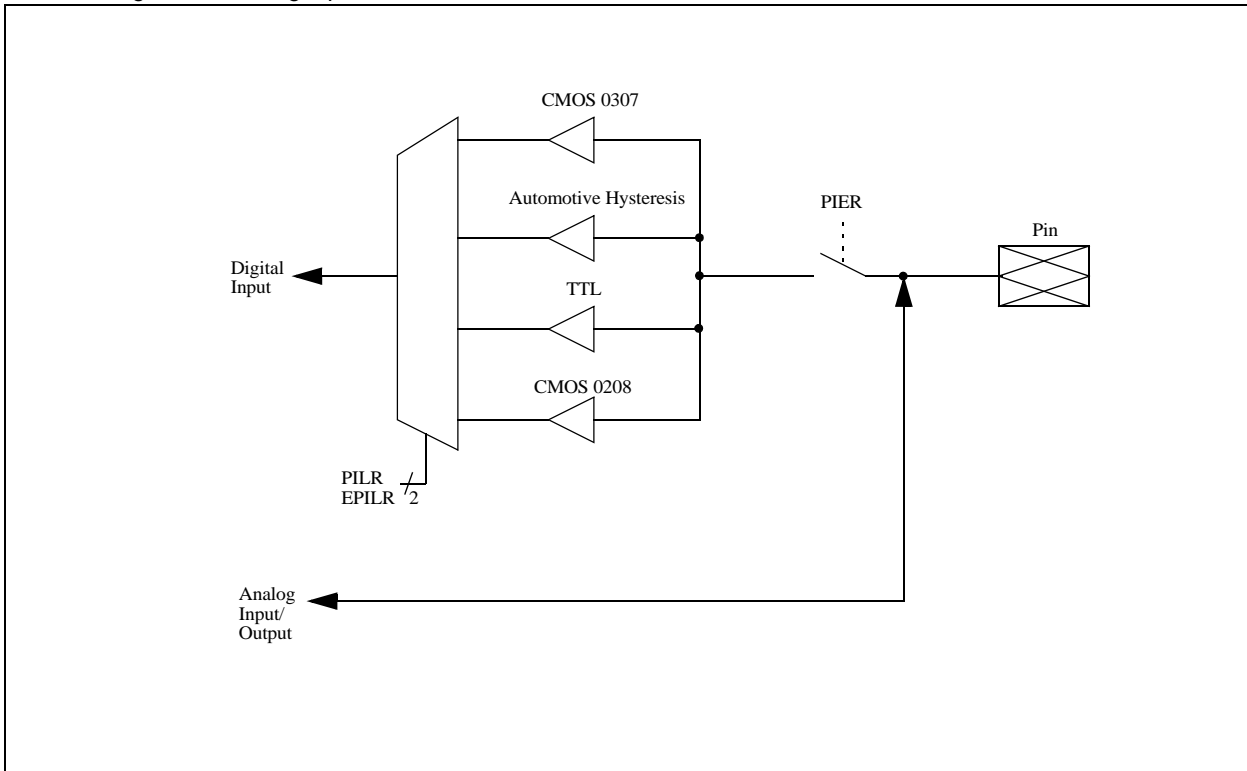 CMOS 0307
Automotive Hysteresis
PIER
Pin
Digital
Input
TTL
CMOS 0208
PILR
EPILR
2
Analog
Input/
Output